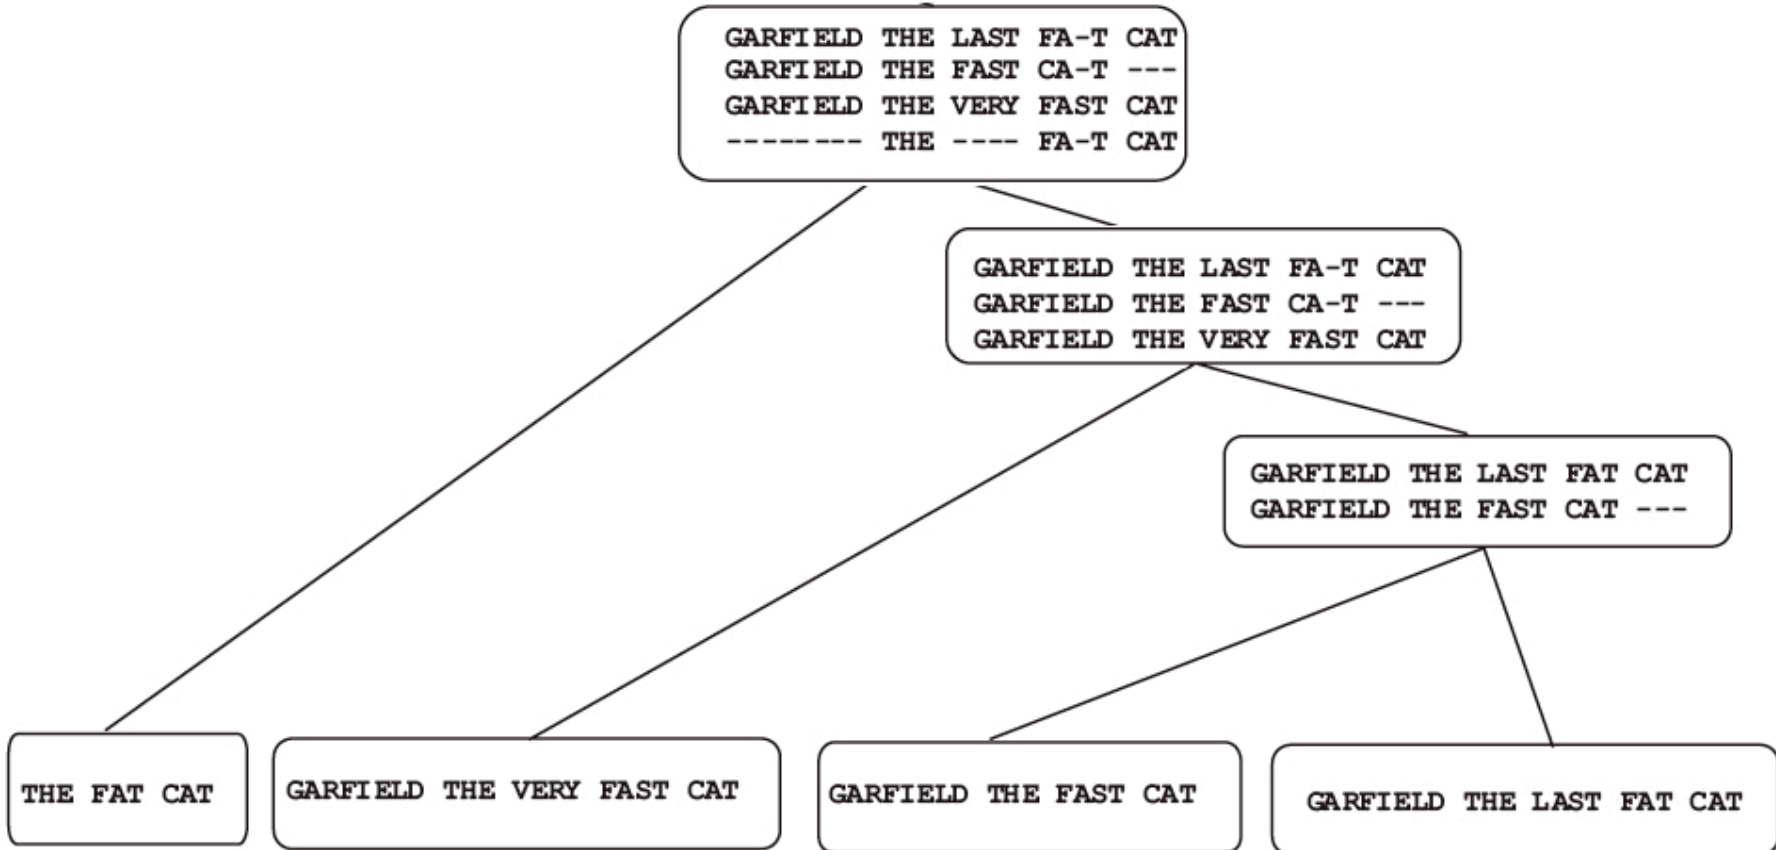 GARFIELD THE LAST FA-T CAT
GARFIELD THE FAST CA-T ---
GARFIELD THE VERY FAST CAT
-------- THE ---- FA-T CAT
GARFIELD THE LAST FA-T CAT
GARFIELD THE FAST CA-T ---
GARFIELD THE VERY FAST CAT
GARFIELD THE LAST FAT CAT
GARFIELD THE FAST CAT ---
THE FAT CAT
GARFIELD THE VERY FAST CAT
GARFIELD THE FAST CAT
GARFIELD THE LAST FAT CAT